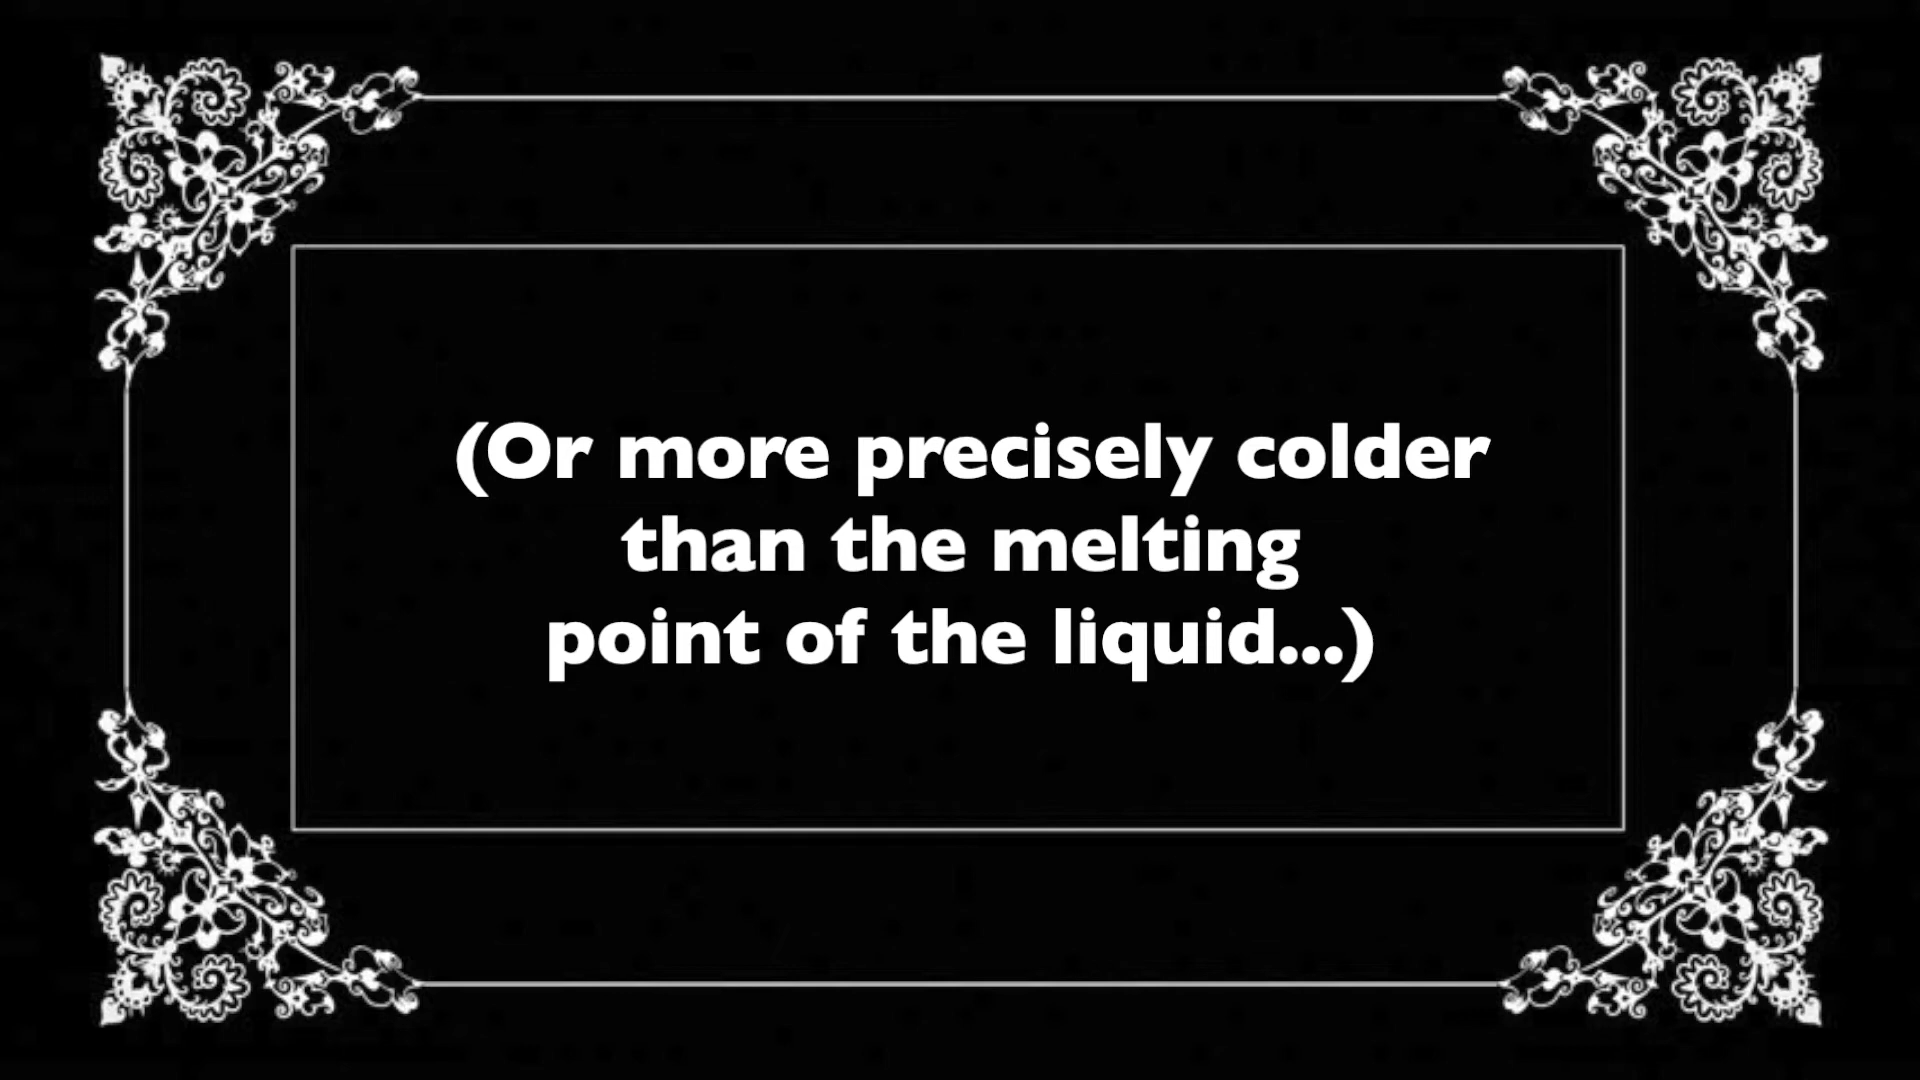 (Or more precisely colder
than the melting
point of the liquid...)